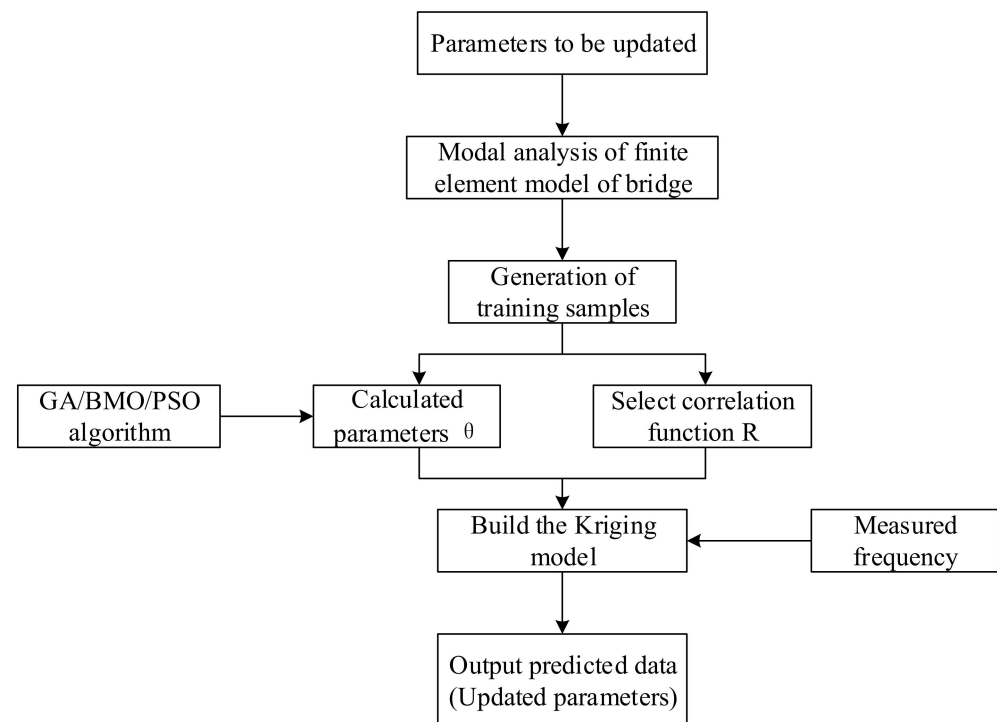 Parameters to be updated
Modal analysis of finite
element model of bridge
Generation of
training samples
GA/BMO/PSO
algorithm
Calculated
parameters θ
Select correlation
function R
Build the Kriging
model
Measured
frequency
Output predicted data
(Updated parameters)